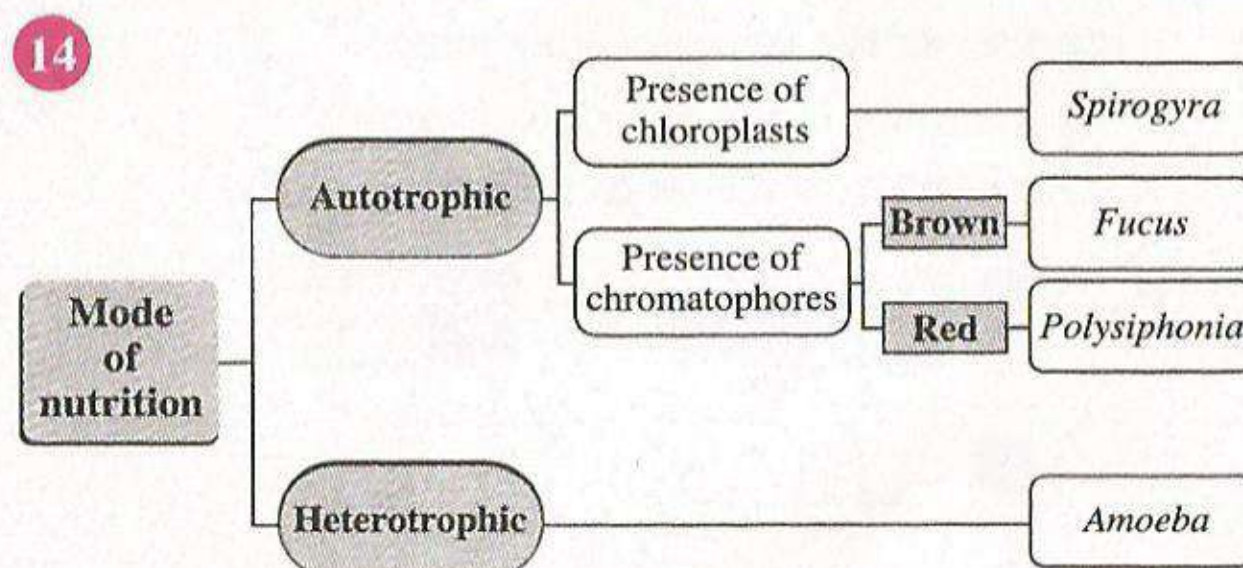 14
Presence of
chloroplasts
Spirogyra
Autotrophic
Brown
Fucus
Presence of
chromatophores
Red
Polysiphonia
Mode
of
nutrition
Heterotrophic
Amoeba